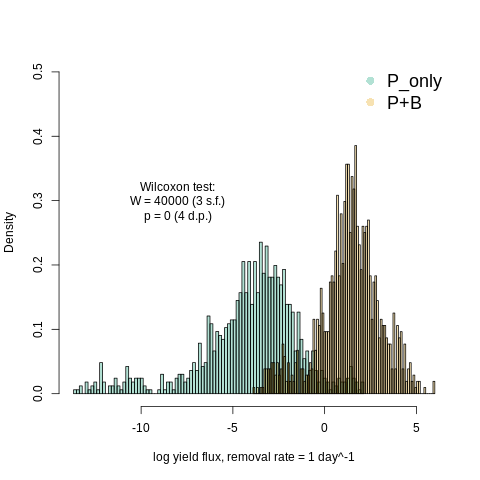 P_only
P+B
Wilcoxon test:
W = 40000 (3 s.f.)
p = 0 (4 d.p.)
Density
0.5
0.4
0.3
0.2
0.1
0.0
-10
-5
0
5
log yield flux, removal rate = 1 day^-1